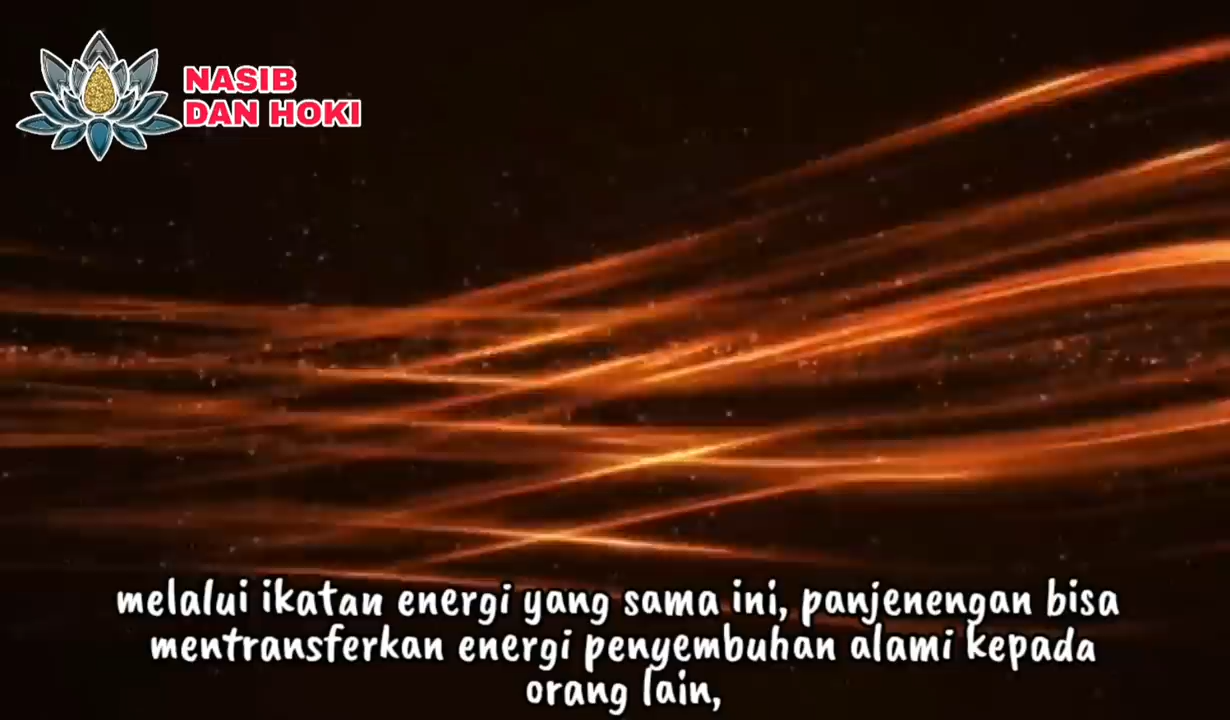 NASIB
DAN HOKI
melalui ikatan energi yang sama ini, panjenengan bisa
mentransferkan energi penyembuhan alami kepada
orang lain,